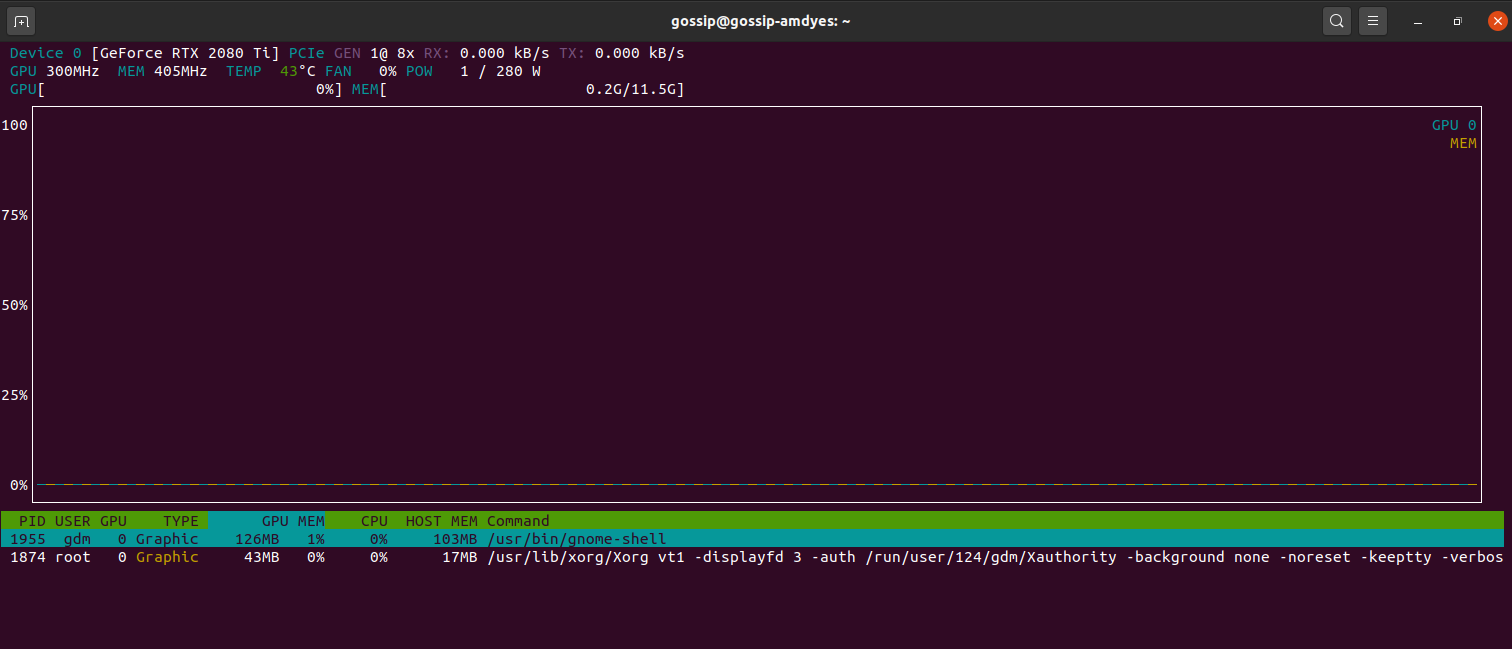 gossip@gossip-amdyes: ~
Device 0 [GeForce RTX 2080 Ti] PCIe GEN 1@ 8x RX: 0.000 kB/s TX: 0.000 kB/s
GPU 300MHz MEM 405MHz TEMP 43°C FAN 0% POW 1 / 280 W
GPU[ 0%] MEM[ 0.2G/11.5G]
100
GPU 0
MEM
75%
50%
25%
0%
PID USER GPU TYPE GPU MEM CPU HOST MEM Command
1955 gdm 0 Graphic 126MB 1% 0% 103MB /usr/bin/gnome-shell
1874 root 0 Graphic 43MB 0% 0% 17MB /usr/lib/xorg/Xorg vt1 -displayfd 3 -auth /run/user/124/gdm/Xauthority -background none -noreset -keeptty -verbos